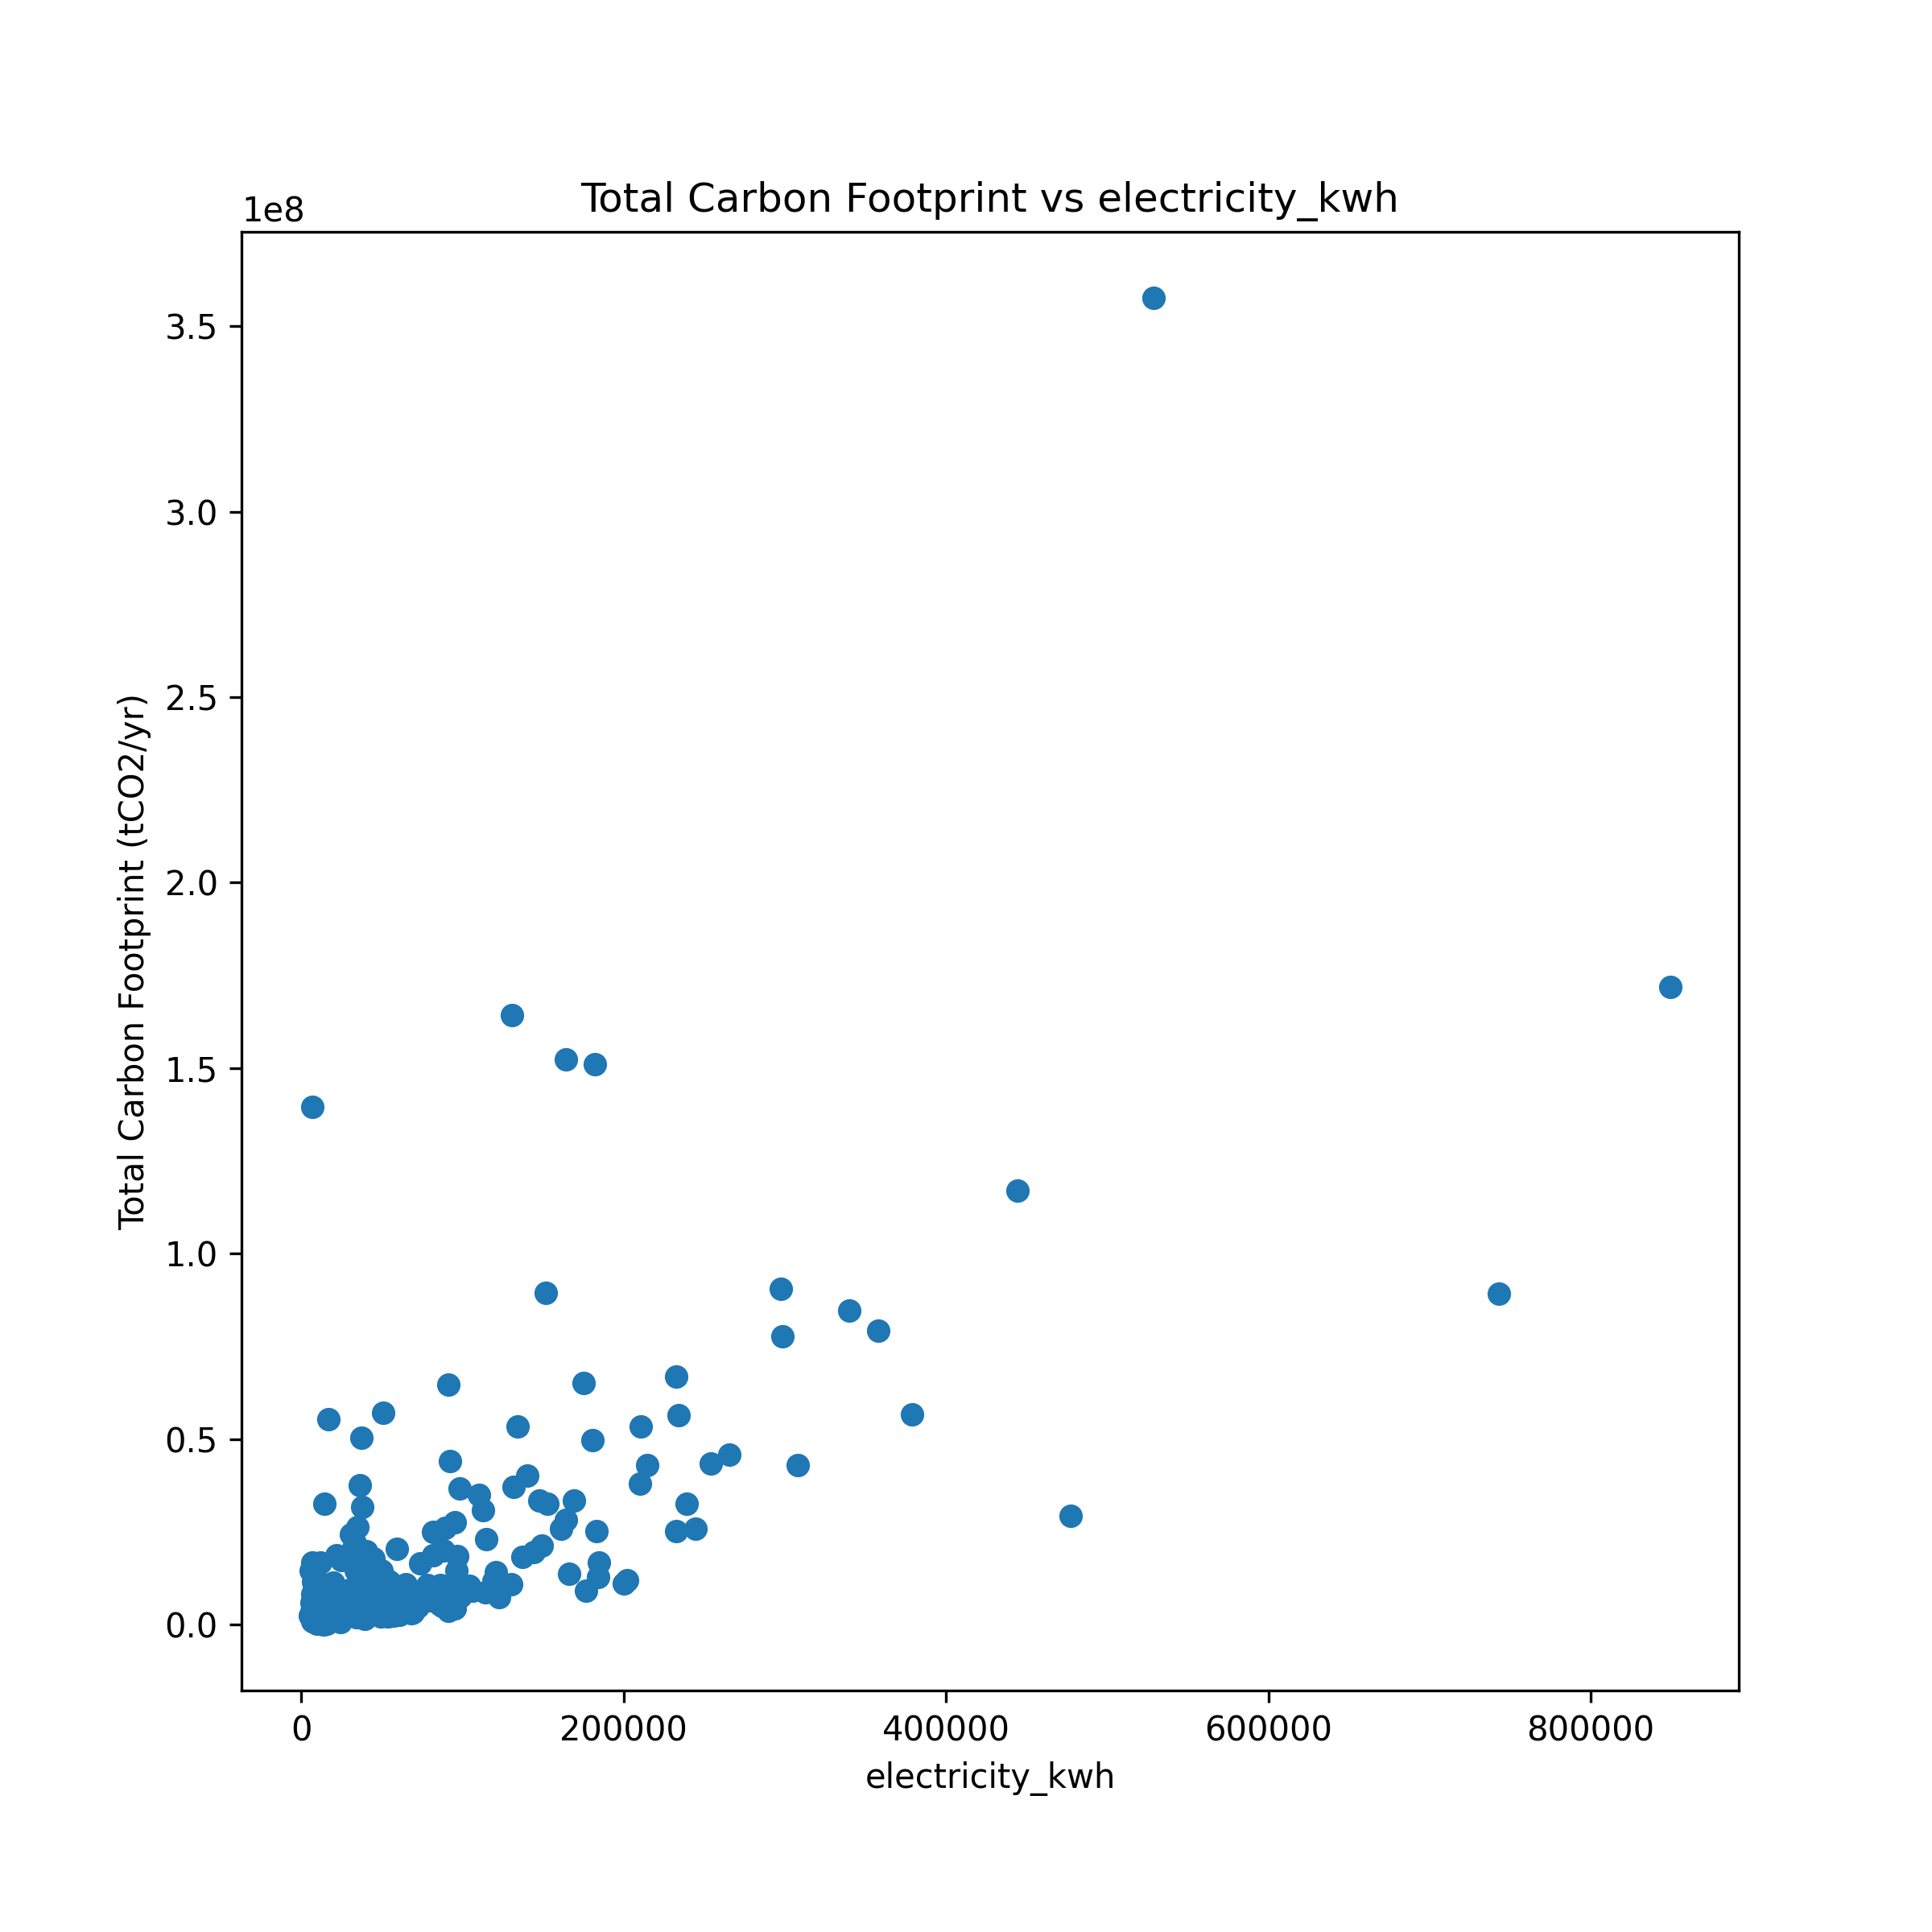 Total Carbon Footprint vs electricity_kwh
1e8
3.5
3.0
2.5
2.0
1.5
1.0
0.5
0.0
Total Carbon Footprint (tCO2/yr)
0 200000 400000 600000 800000
electricity_kwh